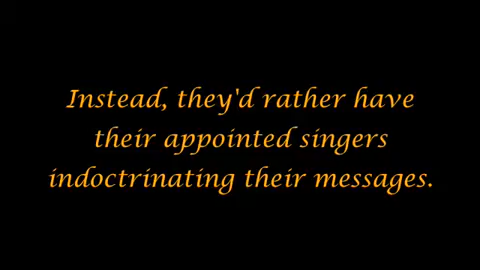 Instead, they'd rather have
their appointed singers
indoctrinating their messages.